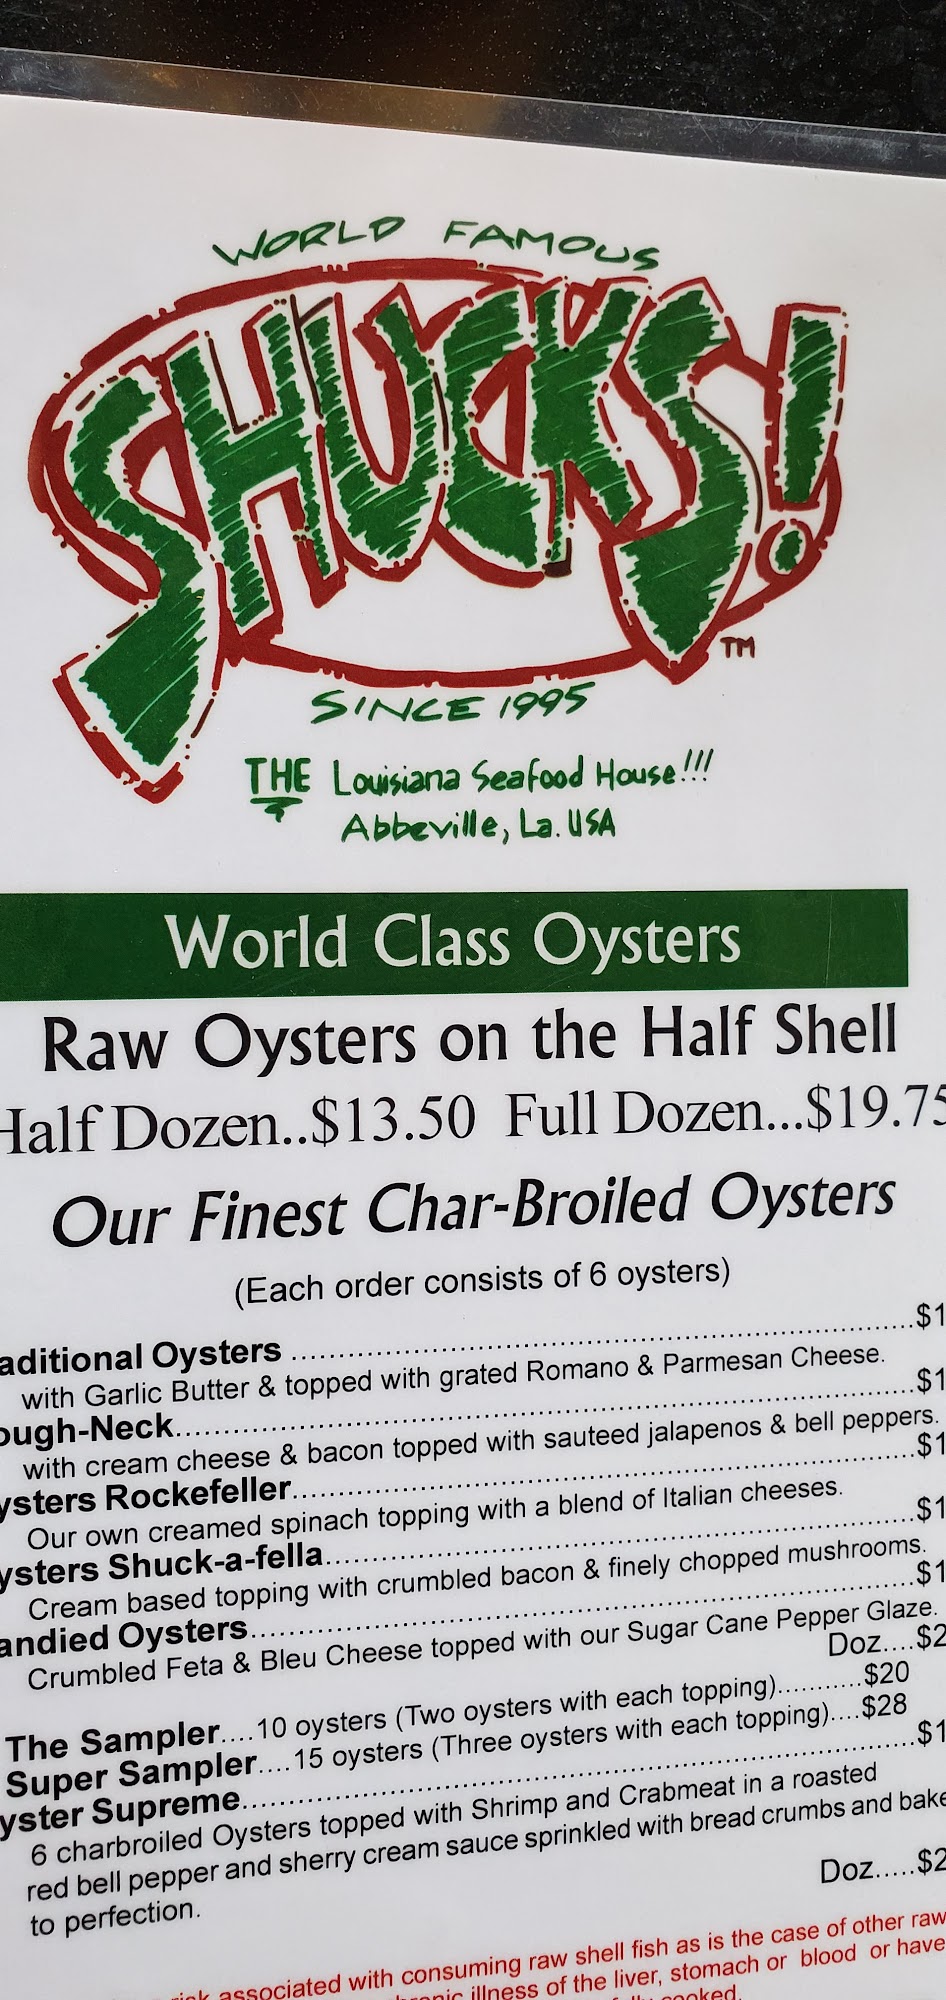 WORLD FAMOUS
SHUCKS!
TM
SINCE 1995
THE Louisiana Seafood House!!!
Abbeville, La. USA
World Class Oysters
Raw Oysters on the Half Shell
Half Dozen..$13.50 Full Dozen...$19.75
Our Finest Char-Broiled Oysters
(Each order consists of 6 oysters)
aditional Oysters ........................................................................$1
with Garlic Butter & topped with grated Romano & Parmesan Cheese.
ough-Neck....................................................................................$1
with cream cheese & bacon topped with sauteed jalapenos & bell peppers.
ysters Rockefeller.......................................................................$1
Our own creamed spinach topping with a blend of Italian cheeses.
ysters Shuck-a-fella....................................................................$1
Cream based topping with crumbled bacon & finely chopped mushrooms.
andied Oysters............................................................................$1
Crumbled Feta & Bleu Cheese topped with our Sugar Cane Pepper Glaze.
Doz....$2
The Sampler....10 oysters (Two oysters with each topping)...........$20
Super Sampler....15 oysters (Three oysters with each topping)....$28
yster Supreme.............................................................................$1
6 charbroiled Oysters topped with Shrimp and Crabmeat in a roasted
red bell pepper and sherry cream sauce sprinkled with bread crumbs and bake
to perfection.
Doz.....$2
risk associated with consuming raw shell fish as is the case of other raw
illness of the liver, stomach or blood or have
cooked.